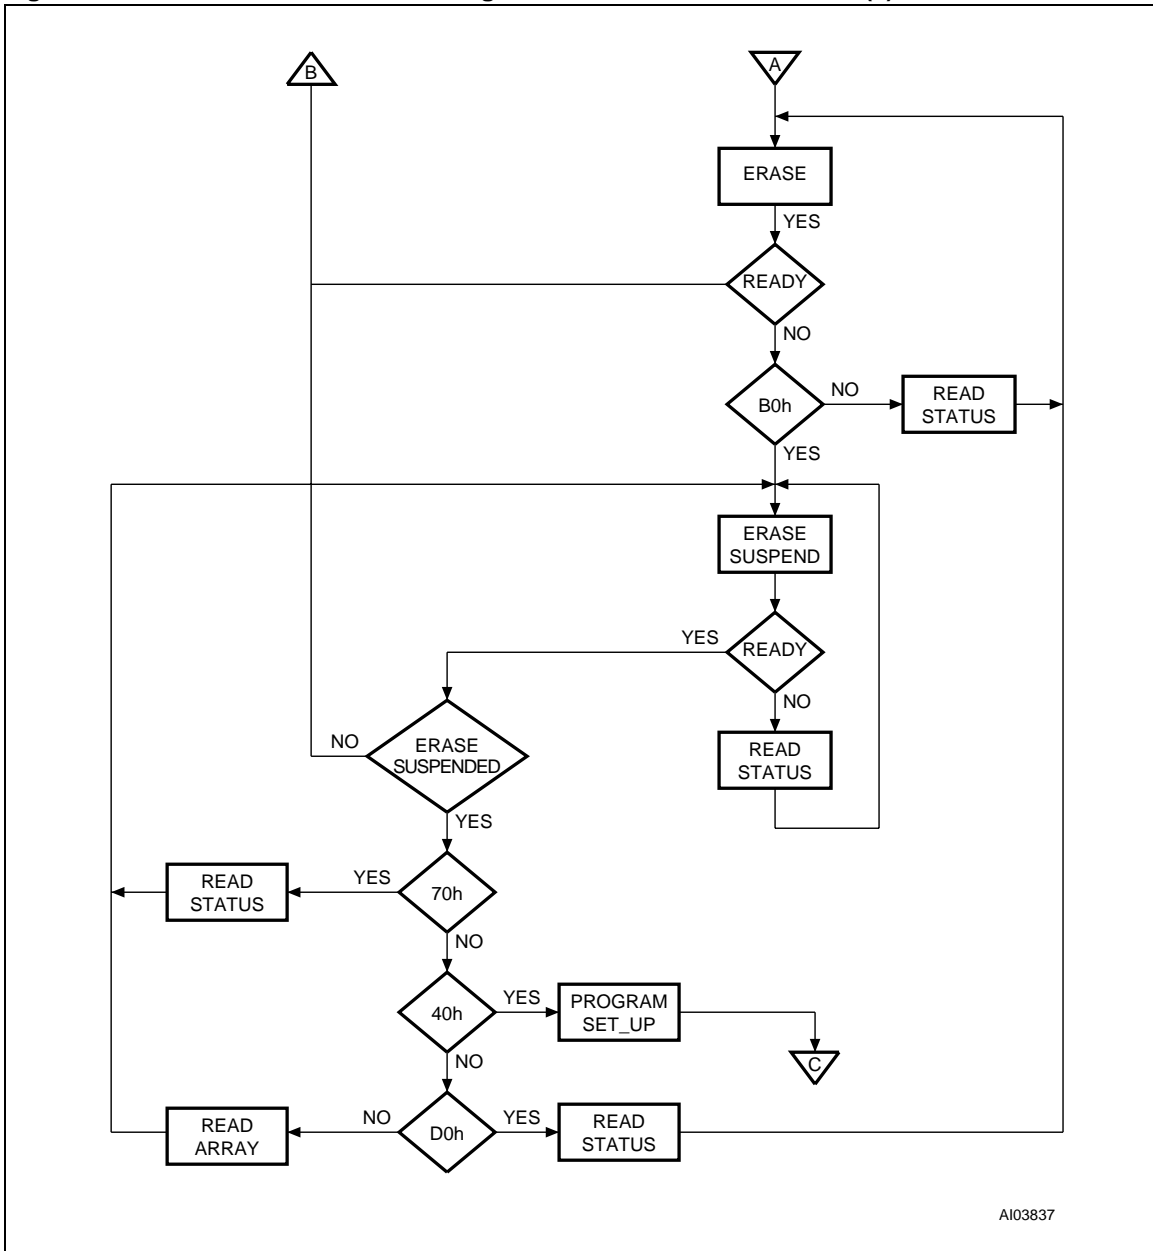 B
A
ERASE
YES
READY
NO
B0h
NO
READ
STATUS
YES
ERASE
SUSPEND
YES
READY
NO
NO
ERASE
SUSPENDED
READ
STATUS
YES
READ
STATUS
YES
70h
NO
40h
YES
PROGRAM
SET_UP
NO
C
READ
ARRAY
NO
D0h
YES
READ
STATUS
AI03837